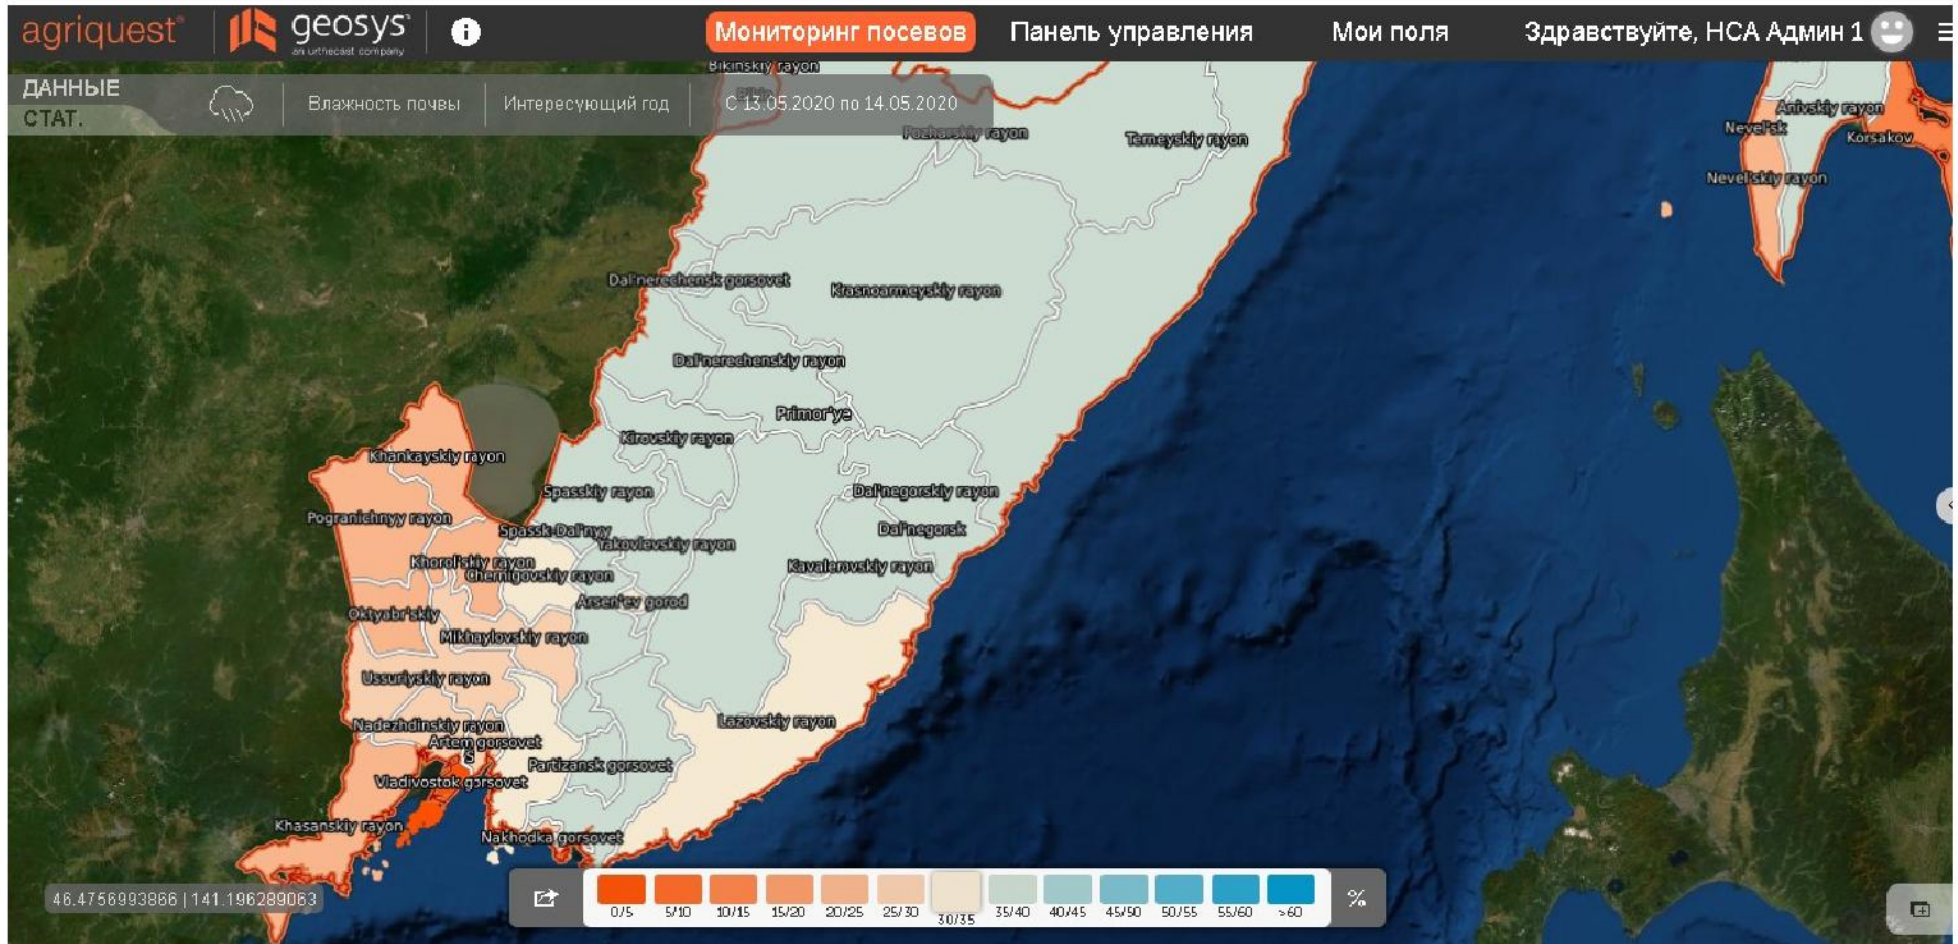 agriquest®
geosys®
an urthecast company
i
Мониторинг посевов
Панель управления
Мои поля
Здравствуйте, НСА Админ 1
ДАННЫЕ
СТАТ.
Влажность почвы
Интересующий год
С 13.05.2020 по 14.05.2020
Bikinskiy rayon
Pozharskiy rayon
Terneyskiy rayon
Anivskiy rayon
Nevel'sk
Korsakov
Nevel'skiy rayon
Dal'nerechensk gorsovet
Krasnoarmeyskiy rayon
Dal'nerechenskiy rayon
Primor'ye
Kirovskiy rayon
Khankayskiy rayon
Spasskiy rayon
Dal'negorskiy rayon
Pogranichnyy rayon
Spassk-Dal'nyy
Dal'negorsk
Yakovlevskiy rayon
Khorol'skiy rayon
Chernigovskiy rayon
Kavalerovskiy rayon
Arsen'ev gorod
Oktyabr'skiy
Mikhaylovskiy rayon
Ussuriyskiy rayon
Lazovskiy rayon
Nadezhdinskiy rayon
Artem gorsovet
S
Partizansk gorsovet
Vladivostok gorsovet
Khasanskiy rayon
Nakhodka gorsovet
46.4756993866 | 141.196289063
0/5 5/10 10/15 15/20 20/25 25/30 30/35 35/40 40/45 45/50 50/55 55/60 >60
%